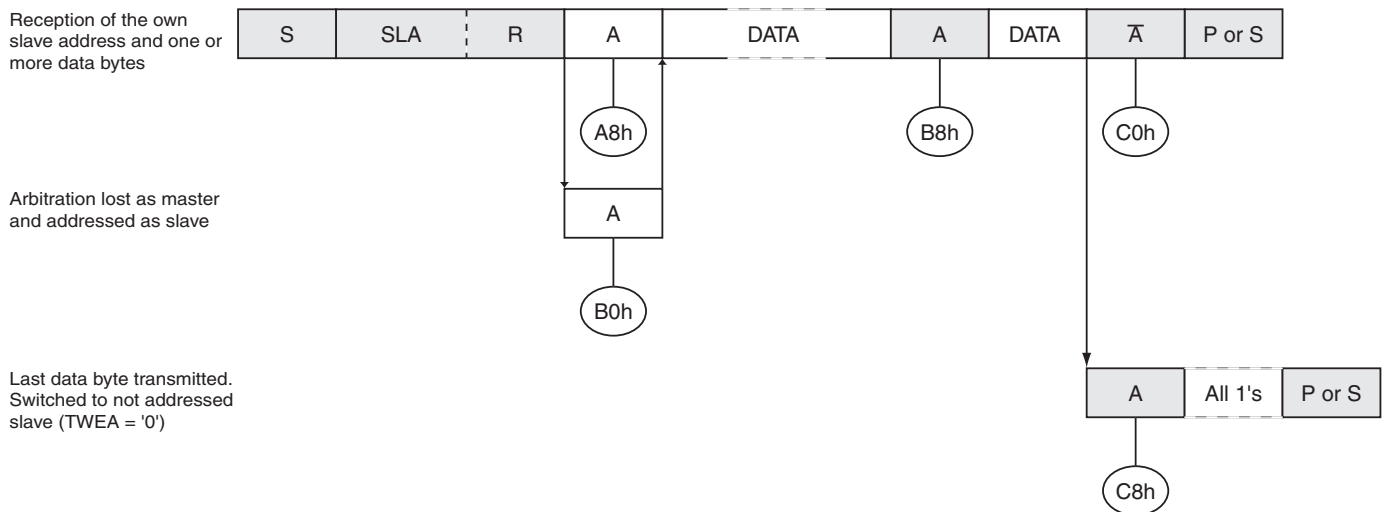 Reception of the own
slave address and one or
more data bytes
S SLA R A DATA A DATA A̅ P or S
A8h B8h C0h
Arbitration lost as master
and addressed as slave
A
B0h
Last data byte transmitted.
Switched to not addressed
slave (TWEA = '0')
A All 1's P or S
C8h